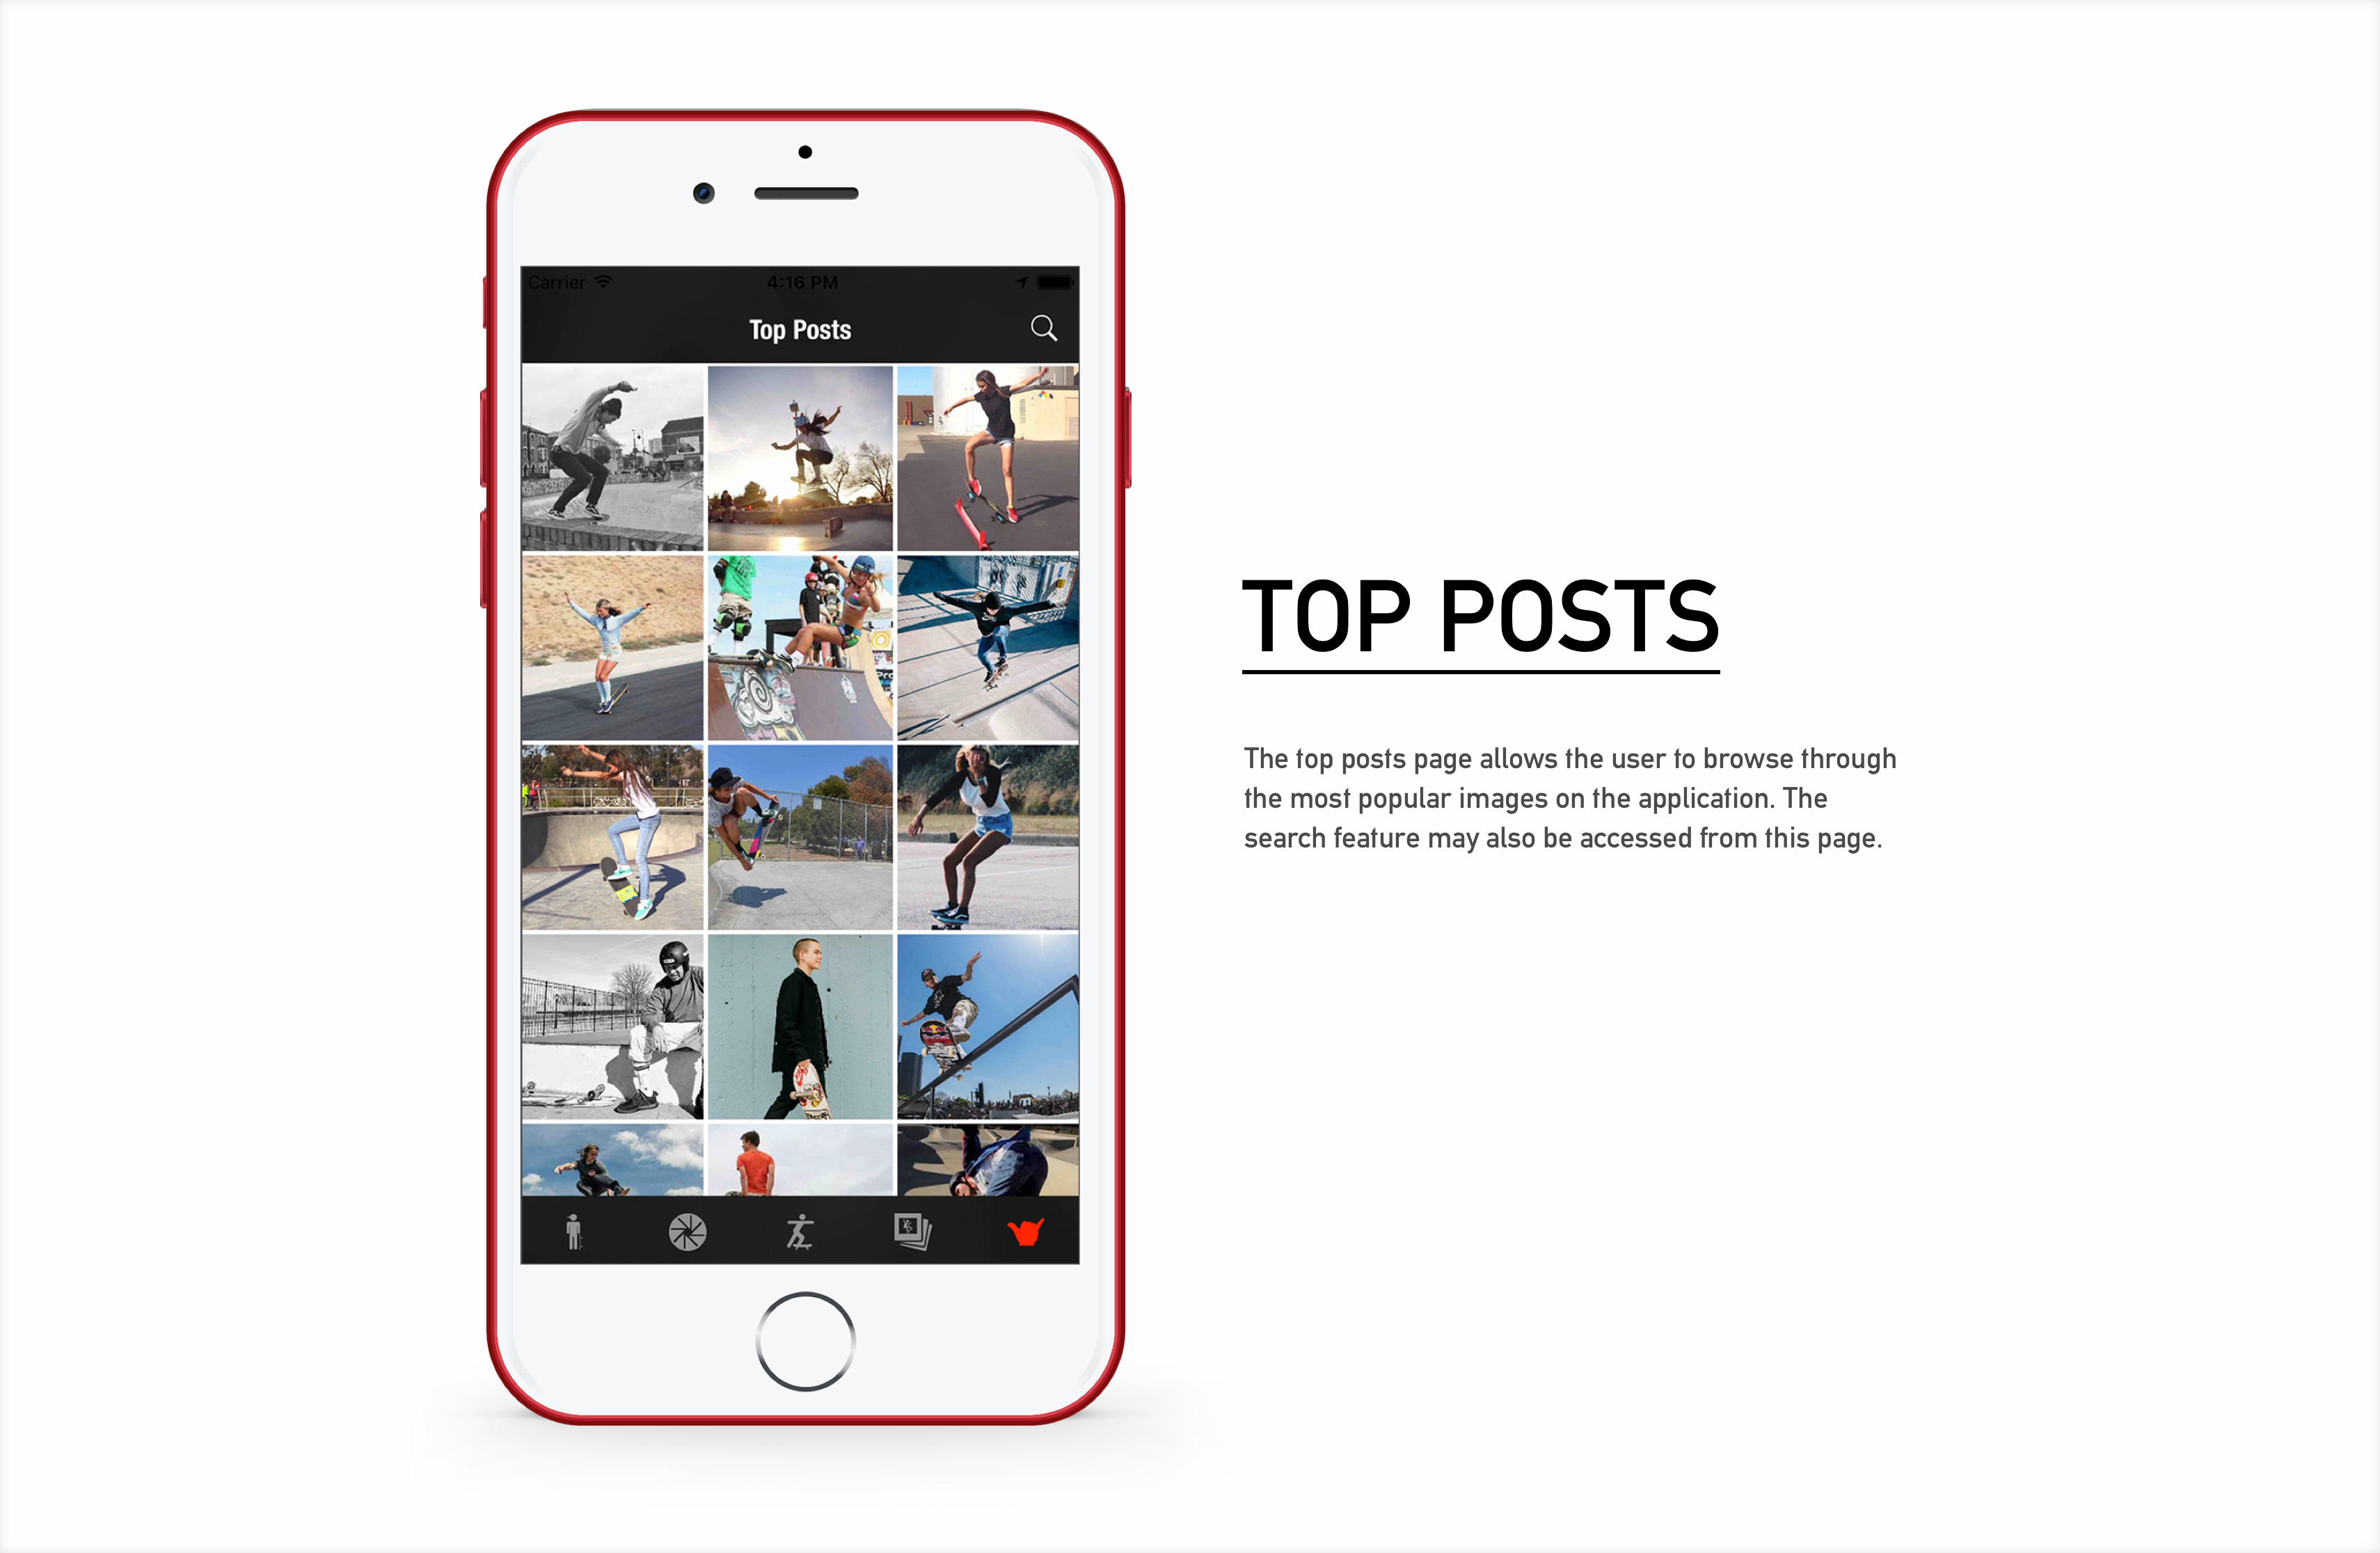 Carrier
4:16 PM
Top Posts
TOP POSTS
The top posts page allows the user to browse through
the most popular images on the application. The
search feature may also be accessed from this page.